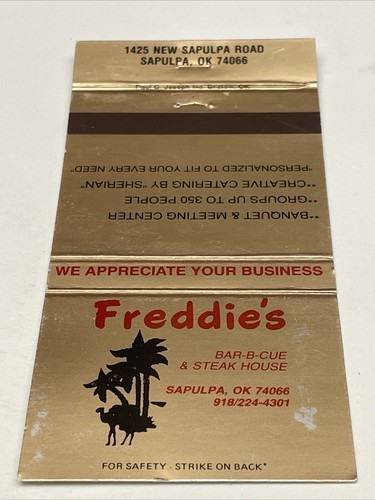 1425 NEW SAPULPA ROAD
SAPULPA, OK 74066
"PERSONALIZED TO FIT YOUR EVERY NEED"
**CREATIVE CATERING BY "SHERIAN"
**GROUPS UP TO 350 PEOPLE
**BANQUET & MEETING CENTER
WE APPRECIATE YOUR BUSINESS
Freddie's
BAR-B-CUE
& STEAK HOUSE
SAPULPA, OK 74066
918/224-4301
FOR SAFETY - STRIKE ON BACK*